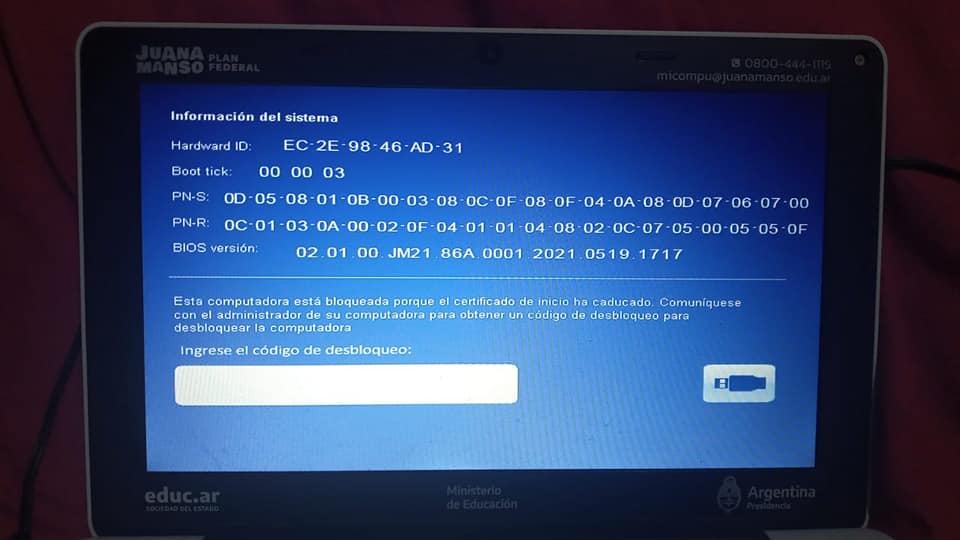 JUANA MANSO PLAN FEDERAL
0800-444-1115
micompu@juanamanso.edu.ar
Información del sistema
Hardward ID: EC-2E-98-46-AD-31
Boot tick: 00 00 03
PN-S: 0D-05-08-01-0B-00-03-08-0C-0F-08-0F-04-0A-08-0D-07-06-07-00
PN-R: 0C-01-03-0A-00-02-0F-04-01-01-04-08-02-0C-07-05-00-05-05-0F
BIOS versión: 02.01.00.JM21.86A.0001.2021.0519.1717
Esta computadora está bloqueada porque el certificado de inicio ha caducado. Comuníquese
con el administrador de su computadora para obtener un código de desbloqueo para
desbloquear la computadora
Ingrese el código de desbloqueo:
educ.ar
SOCIEDAD DEL ESTADO
Ministerio
de Educación
Argentina
Presidencia